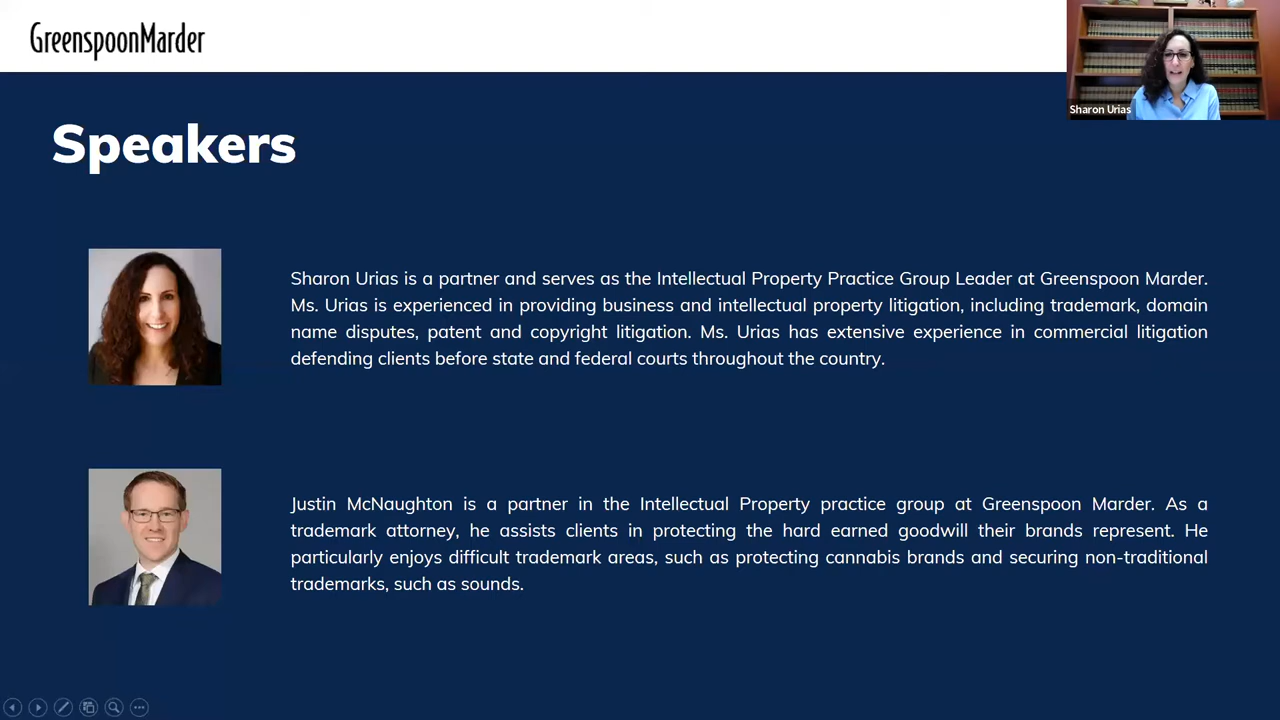 GreenspoonMarder
Sharon Urias
Speakers
Sharon Urias is a partner and serves as the Intellectual Property Practice Group Leader at Greenspoon Marder.
Ms. Urias is experienced in providing business and intellectual property litigation, including trademark, domain
name disputes, patent and copyright litigation. Ms. Urias has extensive experience in commercial litigation
defending clients before state and federal courts throughout the country.
Justin McNaughton is a partner in the Intellectual Property practice group at Greenspoon Marder. As a
trademark attorney, he assists clients in protecting the hard earned goodwill their brands represent. He
particularly enjoys difficult trademark areas, such as protecting cannabis brands and securing non-traditional
trademarks, such as sounds.